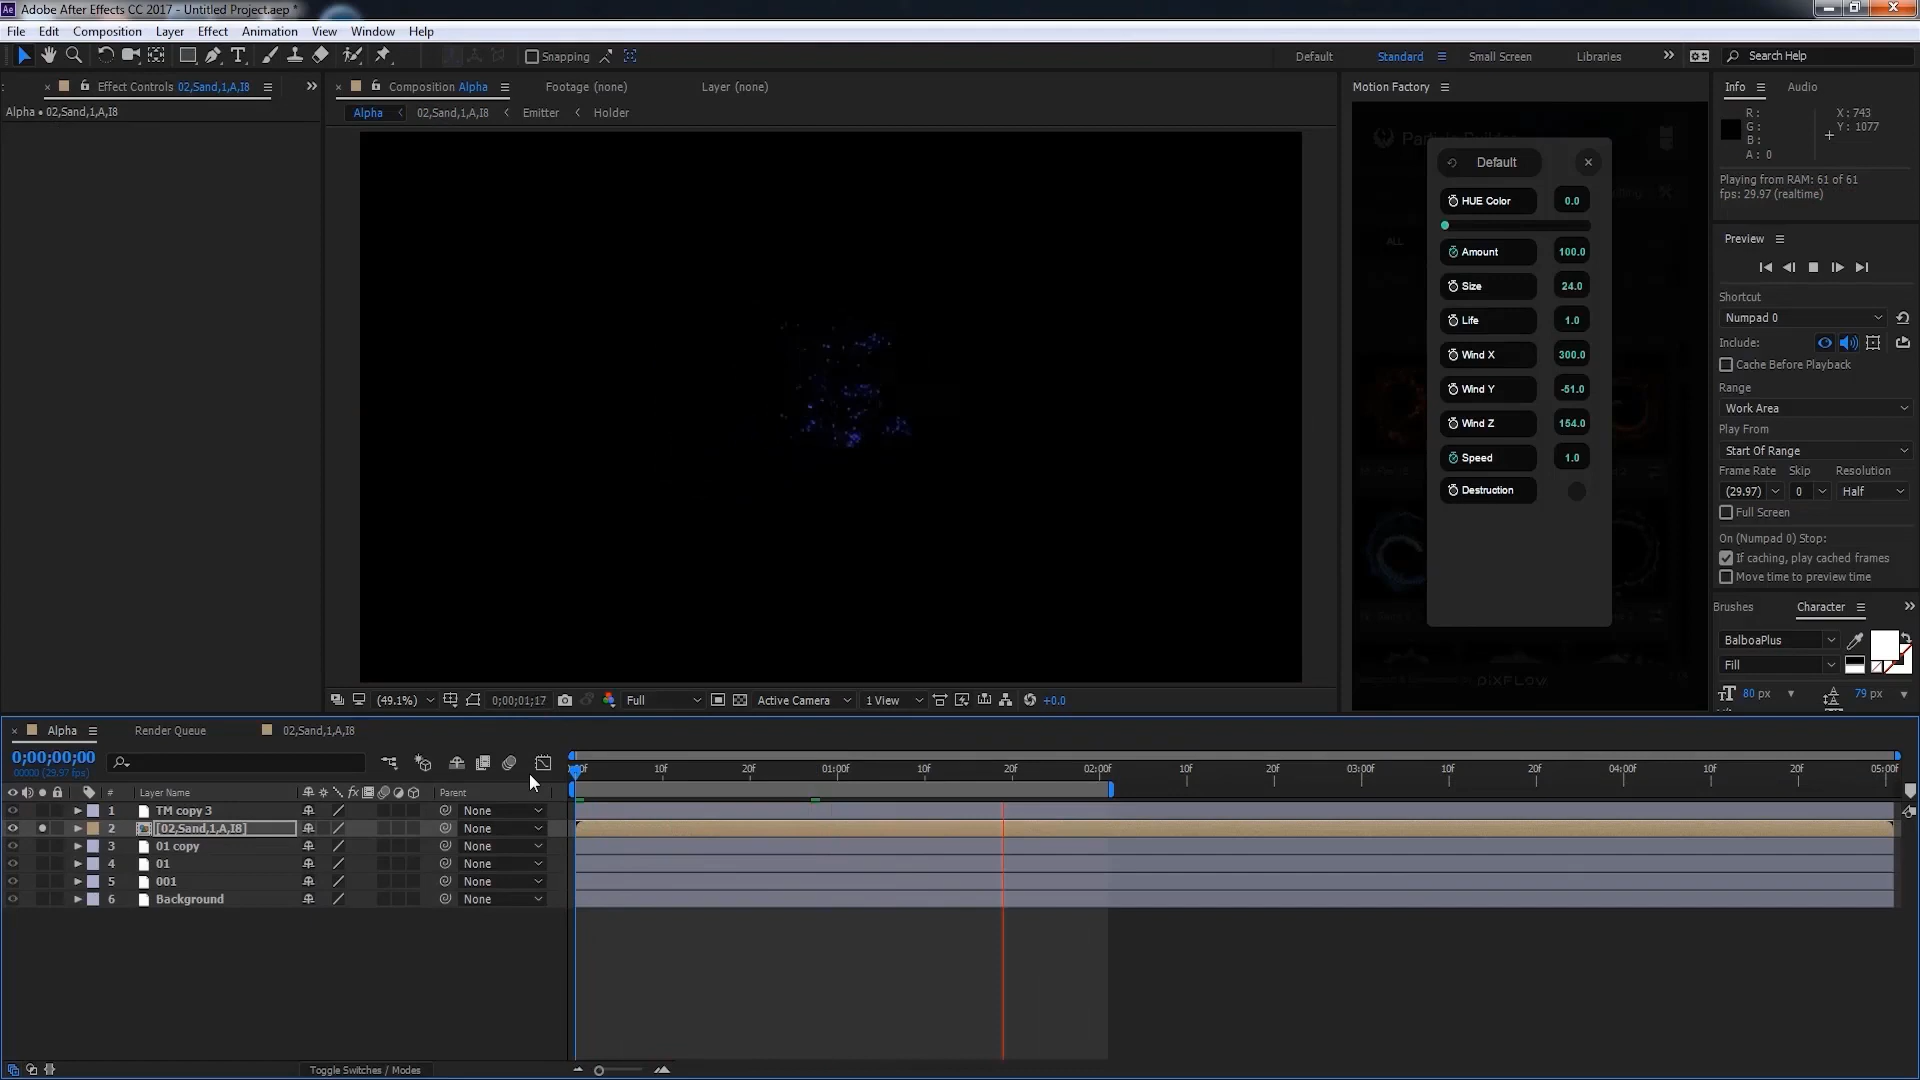 Ae Adobe After Effects CC 2017 - Untitled Project.aep *
File Edit Composition Layer Effect Animation View Window Help
Snapping Default Standard Small Screen Libraries Search Help
Effect Controls 02,Sand,1,A,I8
Alpha • 02,Sand,1,A,I8
Composition Alpha Footage (none) Layer (none)
Alpha 02,Sand,1,A,I8 Emitter Holder
Motion Factory
Default
HUE Color 0.0
Amount 100.0
Size 24.0
Life 1.0
Wind X 300.0
Wind Y -51.0
Wind Z 154.0
Speed 1.0
Destruction
ALL
PIXFLOW
Info Audio
R : X : 743
G : Y : 1077
B :
A : 0
Playing from RAM: 61 of 61
fps: 29.97 (realtime)
Preview
Shortcut
Numpad 0
Include:
Cache Before Playback
Range
Work Area
Play From
Start Of Range
Frame Rate Skip Resolution
(29.97) 0 Half
Full Screen
On (Numpad 0) Stop:
If caching, play cached frames
Move time to preview time
Brushes Character
BalboaPlus
Fill
80 px 79 px
(49.1%) 0;00;01;17 Full Active Camera 1 View +0.0
Alpha Render Queue 02,Sand,1,A,I8
0;00;00;00
00000 (29.97 fps)
10f 20f 01:00f 10f 20f 02:00f 10f 20f 03:00f 10f 20f 04:00f 10f 20f 05:00f
# Layer Name Parent
1 TM copy 3 None
2 [02,Sand,1,A,I8] None
3 01 copy None
4 01 None
5 001 None
6 Background None
Toggle Switches / Modes